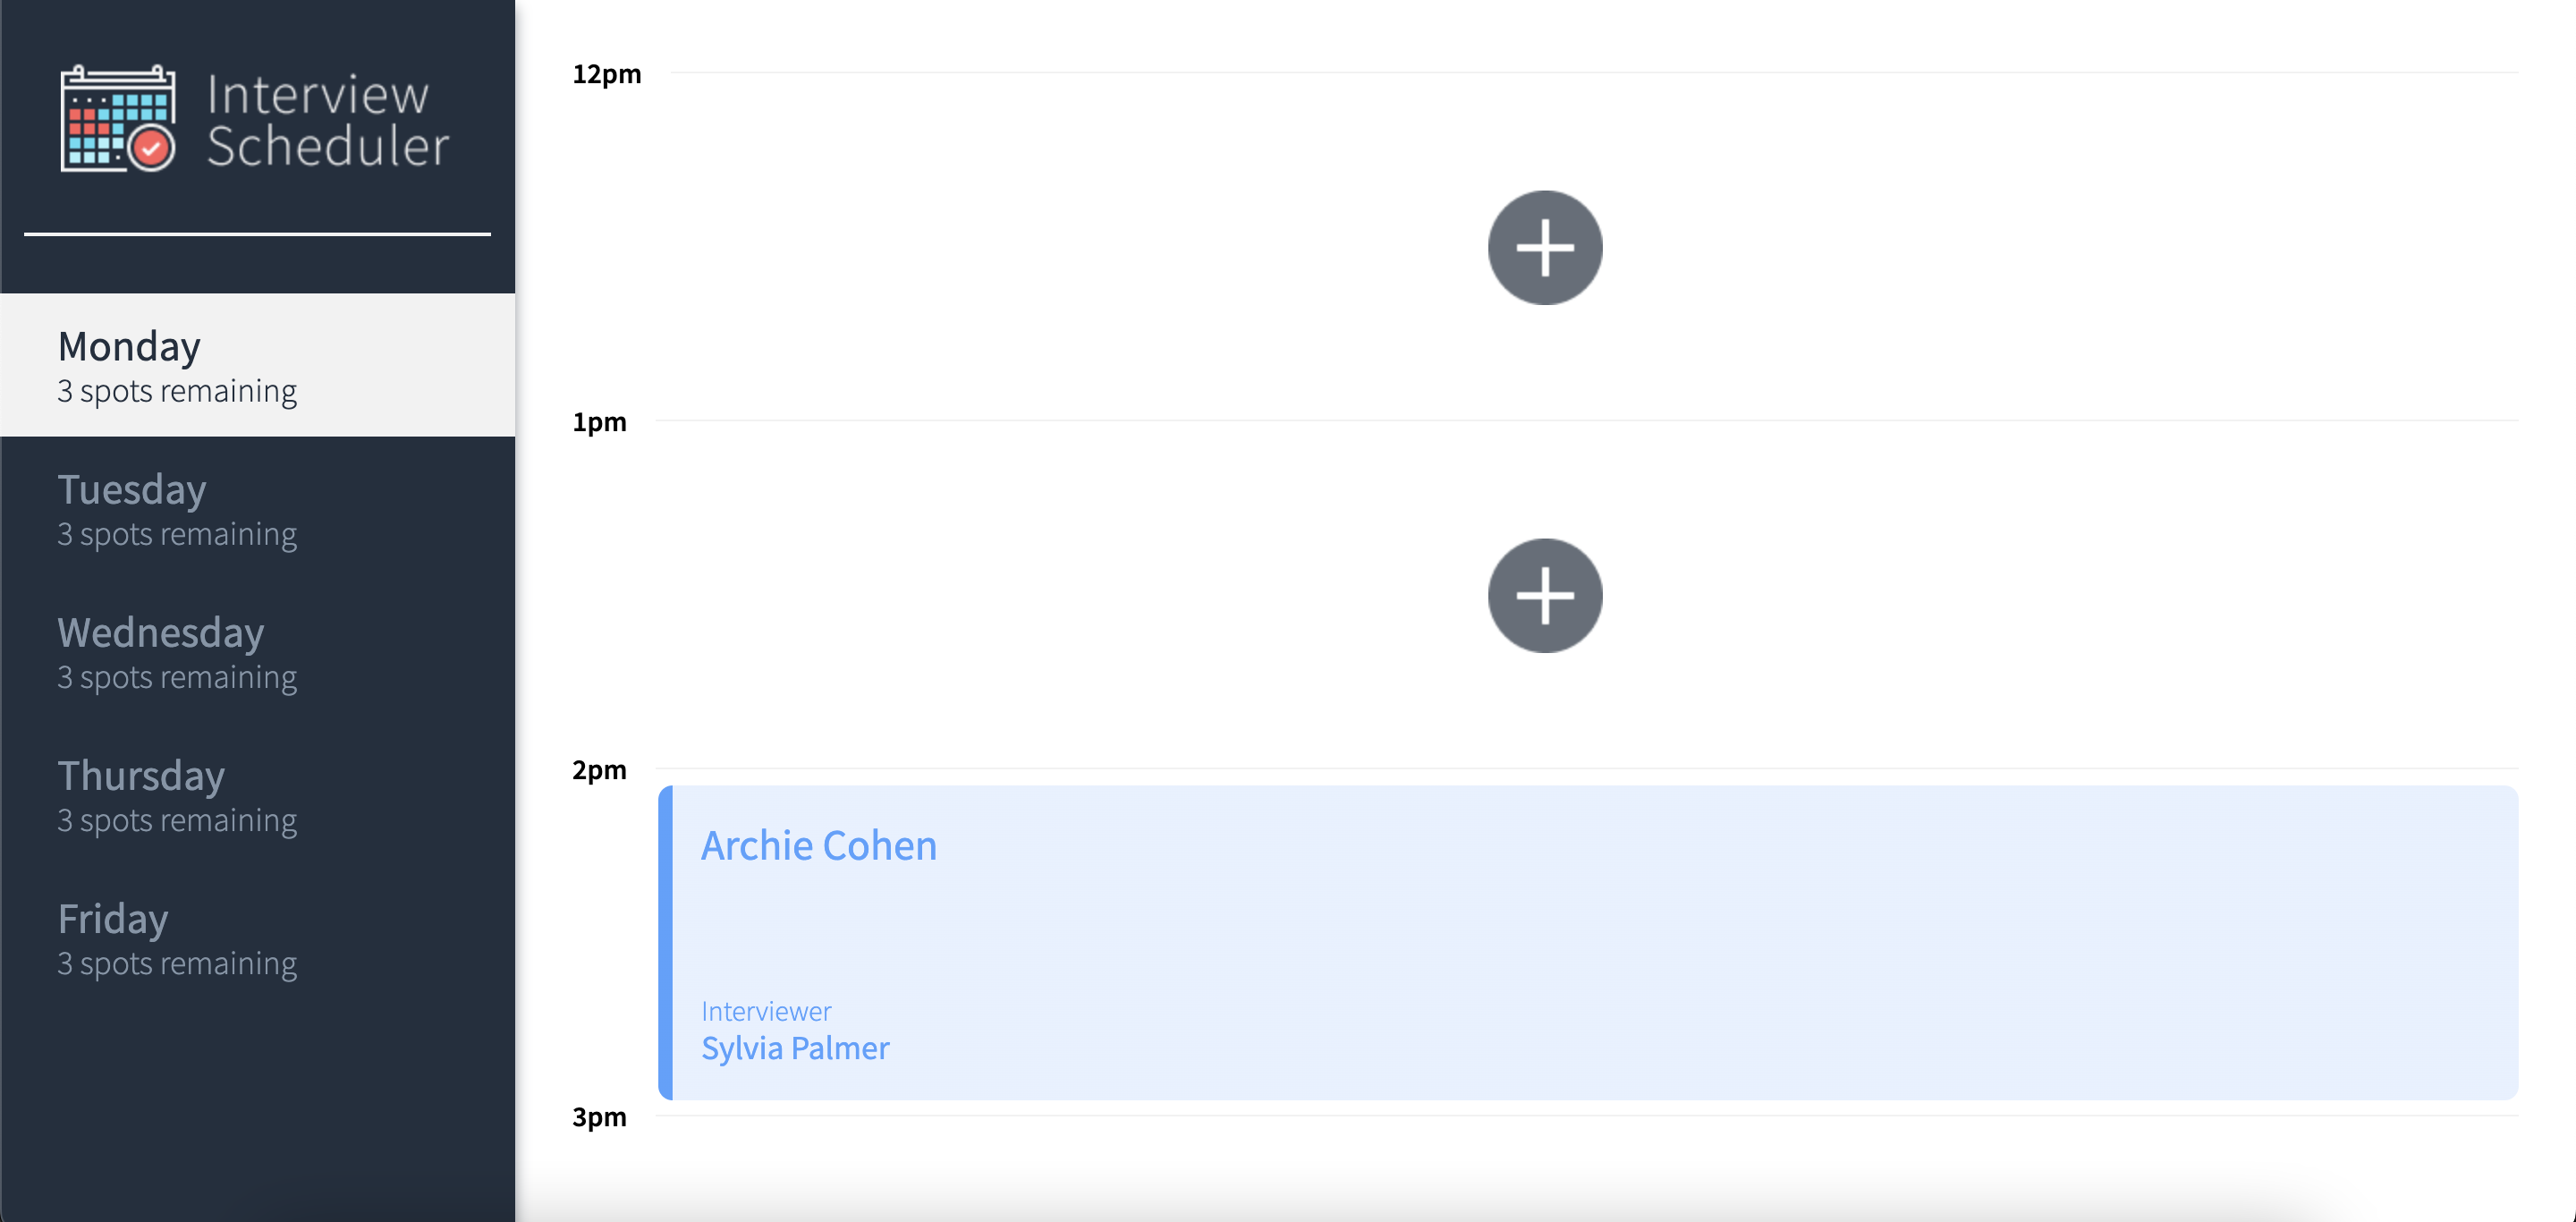 Interview
Scheduler
Monday
3 spots remaining
Tuesday
3 spots remaining
Wednesday
3 spots remaining
Thursday
3 spots remaining
Friday
3 spots remaining
12pm
1pm
2pm
Archie Cohen
Interviewer
Sylvia Palmer
3pm